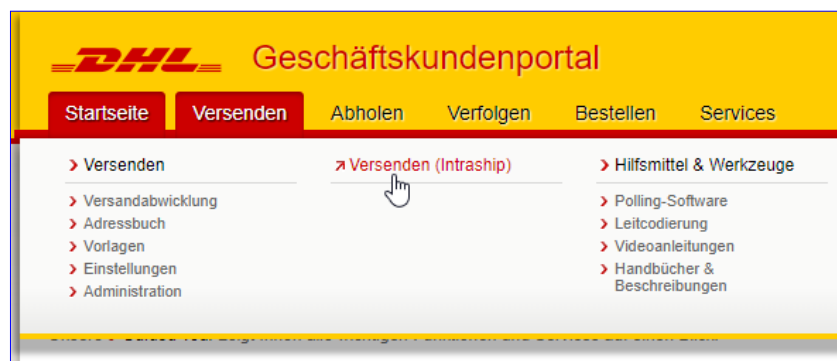 DHL Geschäftskundenportal
Startseite Versenden Abholen Verfolgen Bestellen Services
Versenden
Versandabwicklung
Adressbuch
Vorlagen
Einstellungen
Administration
Versenden (Intraship)
Hilfsmittel & Werkzeuge
Polling-Software
Leitcodierung
Videoanleitungen
Handbücher &
Beschreibungen